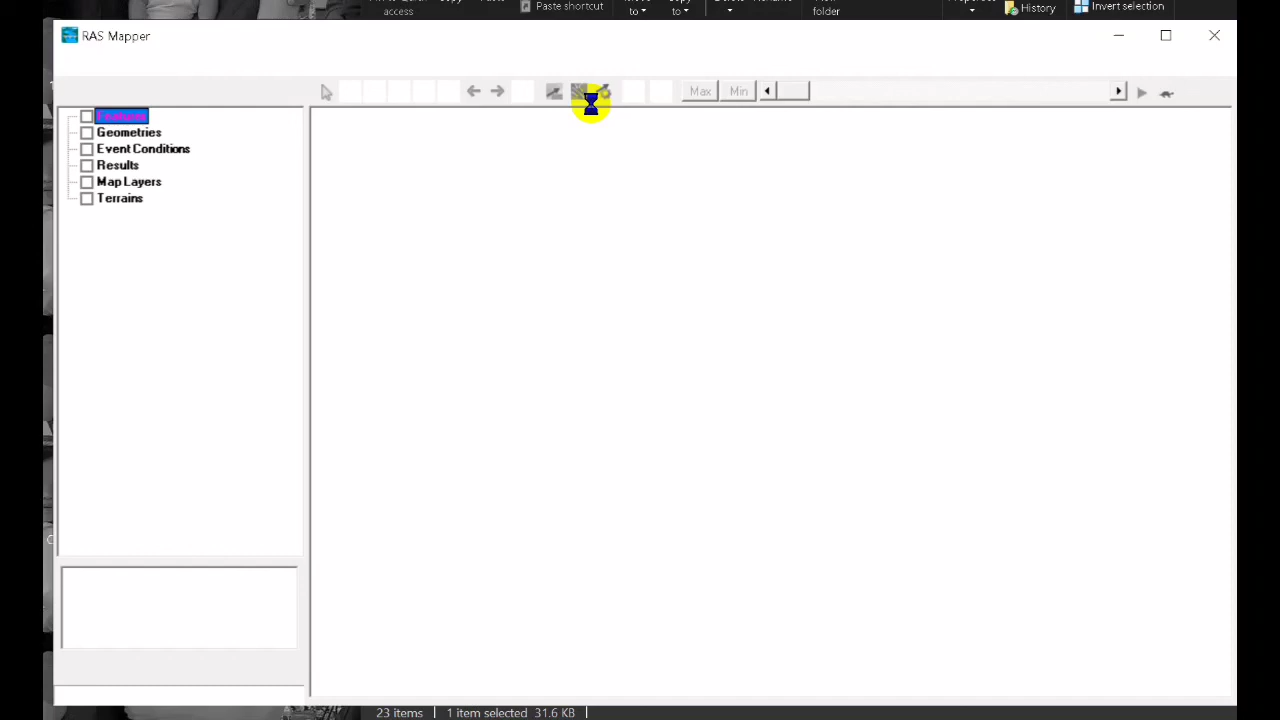 Paste shortcut
access
to
to
folder
History
Invert selection
RAS Mapper
Max
Min
Features
Geometries
Event Conditions
Results
Map Layers
Terrains
23 items
1 item selected 31.6 KB